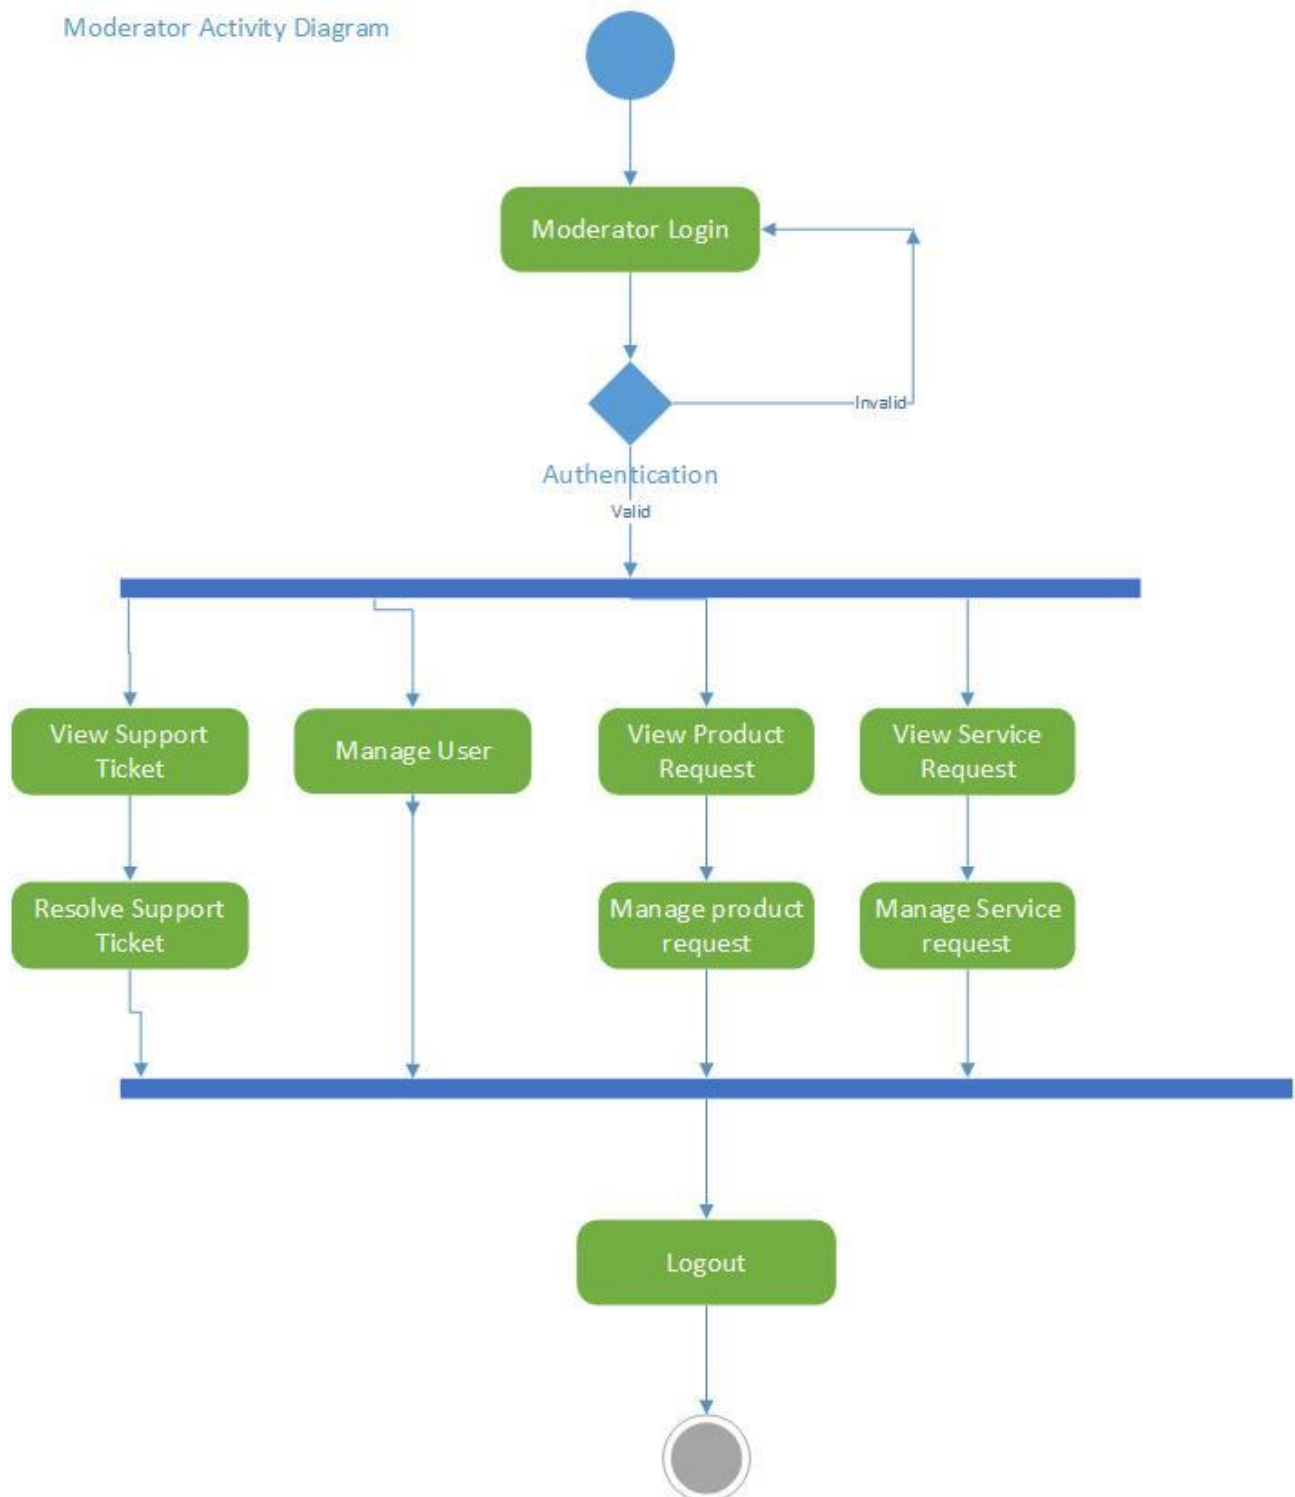 Moderator Activity Diagram
Moderator Login
Invalid
Authentication
Valid
View Support
Ticket
Manage User
View Product
Request
View Service
Request
Resolve Support
Ticket
Manage product
request
Manage Service
request
Logout